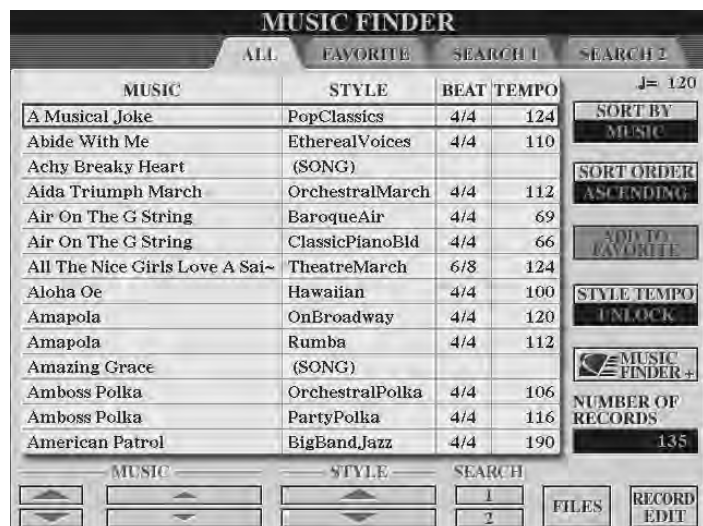 MUSIC FINDER
ALL FAVORITE SEARCH 1 SEARCH 2
MUSIC STYLE BEAT TEMPO
♩= 120
A Musical Joke PopClassics 4/4 124
Abide With Me EtherealVoices 4/4 110
Achy Breaky Heart (SONG)
Aida Triumph March OrchestralMarch 4/4 112
Air On The G String BaroqueAir 4/4 69
Air On The G String ClassicPianoBld 4/4 66
All The Nice Girls Love A Sai~ TheatreMarch 6/8 124
Aloha Oe Hawaiian 4/4 100
Amapola OnBroadway 4/4 120
Amapola Rumba 4/4 112
Amazing Grace (SONG)
Amboss Polka OrchestralPolka 4/4 106
Amboss Polka PartyPolka 4/4 116
American Patrol BigBandJazz 4/4 190
SORT BY
MUSIC
SORT ORDER
ASCENDING
ADD TO
FAVORITE
STYLE TEMPO
UNLOCK
MUSIC
FINDER +
NUMBER OF
RECORDS
135
MUSIC STYLE SEARCH
1
2
FILES
RECORD
EDIT